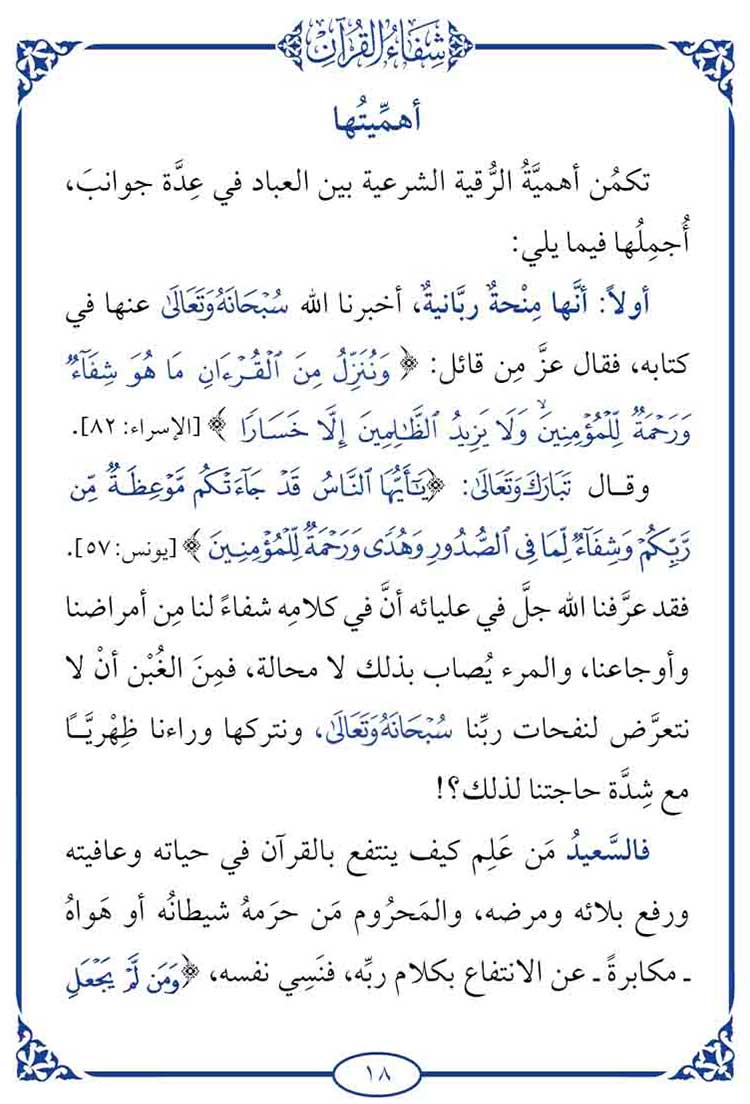 شِفَاءُ القُرْآنِ
أهمِّيتُها
تكمُن أهميَّةُ الرُّقية الشرعية بين العباد في عِدَّة جوانبَ،
أُجمِلُها فيما يلي:
أولاً: أنَّها مِنْحةٌ ربَّانيةٌ، أخبرنا الله سُبْحَانَهُ وَتَعَالَىٰ عنها في
كتابه، فقال عزَّ مِن قائل: ﴿ وَنُنَزِّلُ مِنَ ٱلْقُرْءَانِ مَا هُوَ شِفَآءٌ
وَرَحْمَةٌ لِّلْمُؤْمِنِينَۙ وَلَا يَزِيدُ ٱلظَّـٰلِمِينَ إِلَّا خَسَارًا ﴾ [الإسراء: ٨٢].
وقـال تَبَارَكَ وَتَعَالَىٰ: ﴿يَـٰٓأَيُّهَا ٱلنَّاسُ قَدْ جَآءَتْكُم مَّوْعِظَةٌ مِّن
رَّبِّكُمْ وَشِفَآءٌ لِّمَا فِى ٱلصُّدُورِ وَهُدًى وَرَحْمَةٌ لِّلْمُؤْمِنِينَ ﴾ [يونس: ٥٧].
فقد عرَّفنا الله جلَّ في عليائه أنَّ في كلامِه شفاءً لنا مِن أمراضنا
وأوجاعنا، والمرء يُصاب بذلك لا محالة، فمِنَ الغُبْن أنْ لا
نتعرَّض لنفحات ربِّنا سُبْحَانَهُ وَتَعَالَىٰ، ونتركها وراءنا ظِهْريَّـًا
مع شِدَّة حاجتنا لذلك؟!
فالسَّعيدُ مَن عَلِم كيف ينتفع بالقرآن في حياته وعافيته
ورفع بلائه ومرضه، والمَحرُوم مَن حرَمهُ شيطانُه أو هَواهُ
ـ مكابرةً ـ عن الانتفاع بكلام ربِّه، فنَسِي نفسه، ﴿وَمَن لَّمْ يَجْعَلِ
١٨